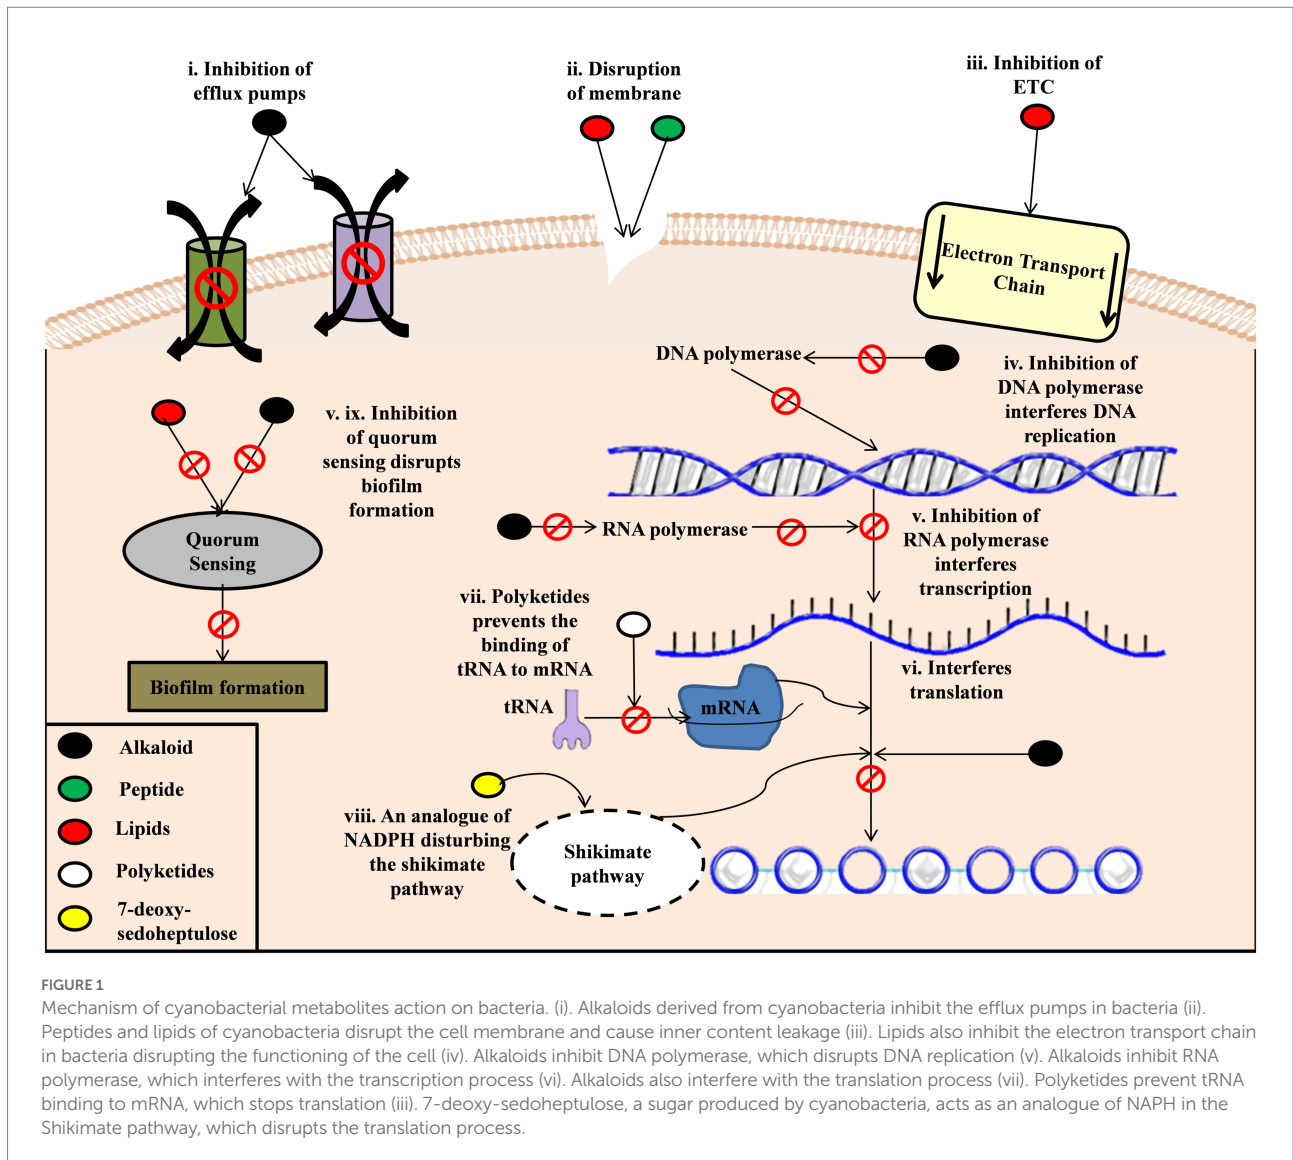 i. Inhibition of
efflux pumps
ii. Disruption
of membrane
iii. Inhibition of
ETC
Electron Transport
Chain
DNA polymerase
iv. Inhibition of
DNA polymerase
interferes DNA
replication
v. ix. Inhibition
of quorum
sensing disrupts
biofilm
formation
Quorum
Sensing
RNA polymerase
v. Inhibition of
RNA polymerase
interferes
transcription
vii. Polyketides
prevents the
binding of
tRNA to mRNA
tRNA
mRNA
vi. Interferes
translation
Biofilm formation
viii. An analogue of
NADPH disturbing
the shikimate
pathway
Shikimate
pathway
Alkaloid
Peptide
Lipids
Polyketides
7-deoxy-
sedoheptulose
FIGURE 1
Mechanism of cyanobacterial metabolites action on bacteria. (i). Alkaloids derived from cyanobacteria inhibit the efflux pumps in bacteria (ii).
Peptides and lipids of cyanobacteria disrupt the cell membrane and cause inner content leakage (iii). Lipids also inhibit the electron transport chain
in bacteria disrupting the functioning of the cell (iv). Alkaloids inhibit DNA polymerase, which disrupts DNA replication (v). Alkaloids inhibit RNA
polymerase, which interferes with the transcription process (vi). Alkaloids also interfere with the translation process (vii). Polyketides prevent tRNA
binding to mRNA, which stops translation (iii). 7-deoxy-sedoheptulose, a sugar produced by cyanobacteria, acts as an analogue of NAPH in the
Shikimate pathway, which disrupts the translation process.